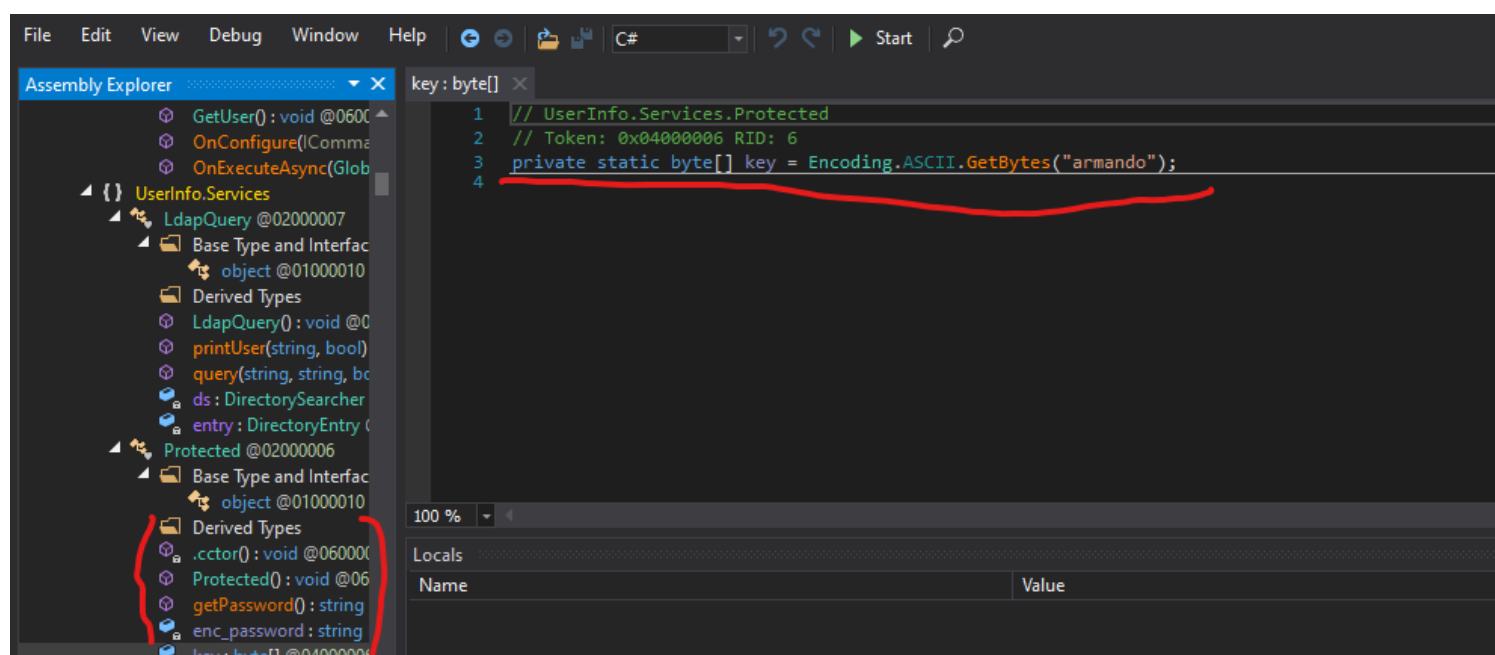 File Edit View Debug Window Help C# Start
Assembly Explorer
key : byte[]
GetUser() : void @0600
OnConfigure(IComma
OnExecuteAsync(Glob
{ } UserInfo.Services
LdapQuery @02000007
Base Type and Interfac
object @01000010
Derived Types
LdapQuery() : void @0
printUser(string, bool)
query(string, string, bo
ds : DirectorySearcher
entry : DirectoryEntry
Protected @02000006
Base Type and Interfac
object @01000010
Derived Types
.cctor() : void @060000
Protected() : void @06
getPassword() : string
enc_password : string
key : byte[] @04000006
1 // UserInfo.Services.Protected
2 // Token: 0x04000006 RID: 6
3 private static byte[] key = Encoding.ASCII.GetBytes("armando");
4
100 %
Locals
Name Value